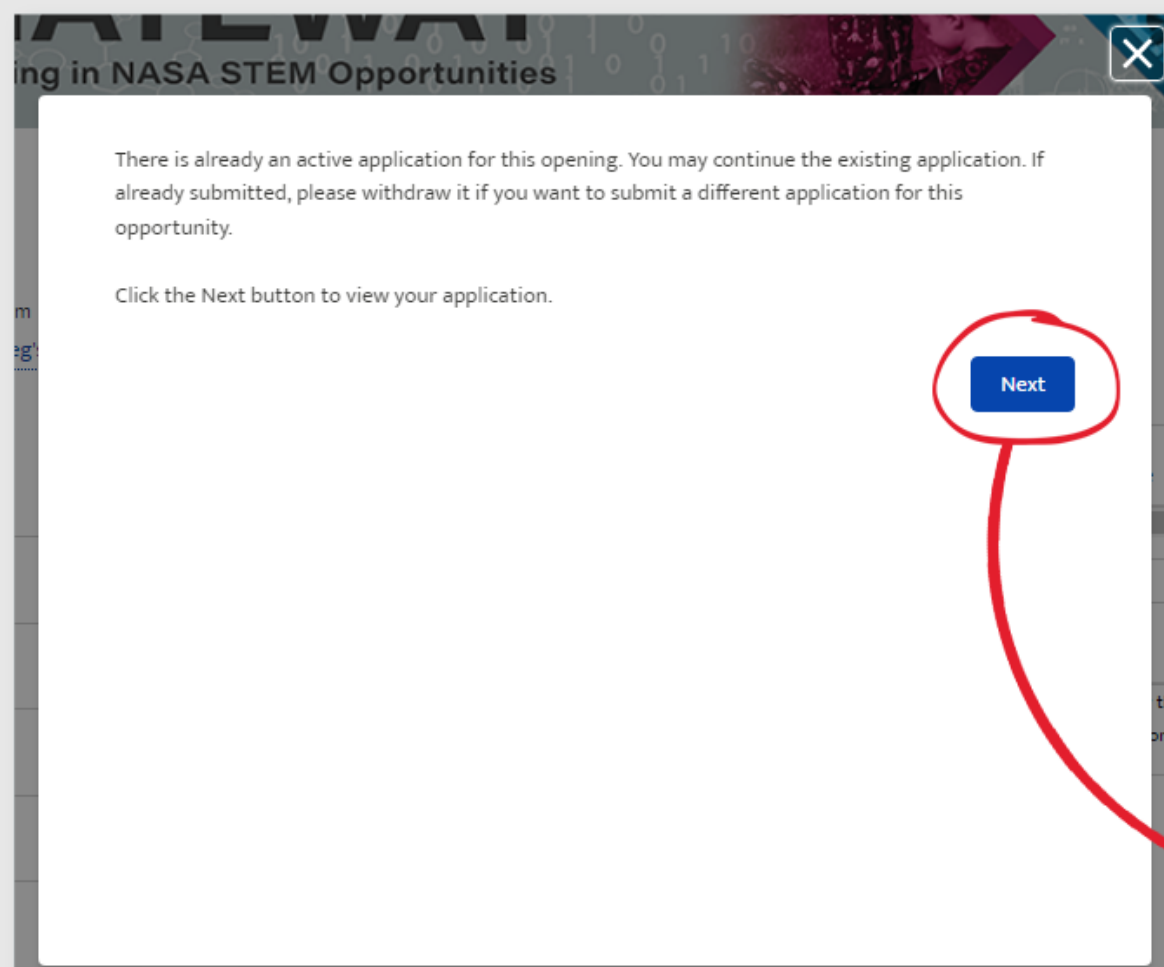 ATEWAY
ing in NASA STEM Opportunities
There is already an active application for this opening. You may continue the existing application. If
already submitted, please withdraw it if you want to submit a different application for this
opportunity.
Click the Next button to view your application.
m
eg's
Next